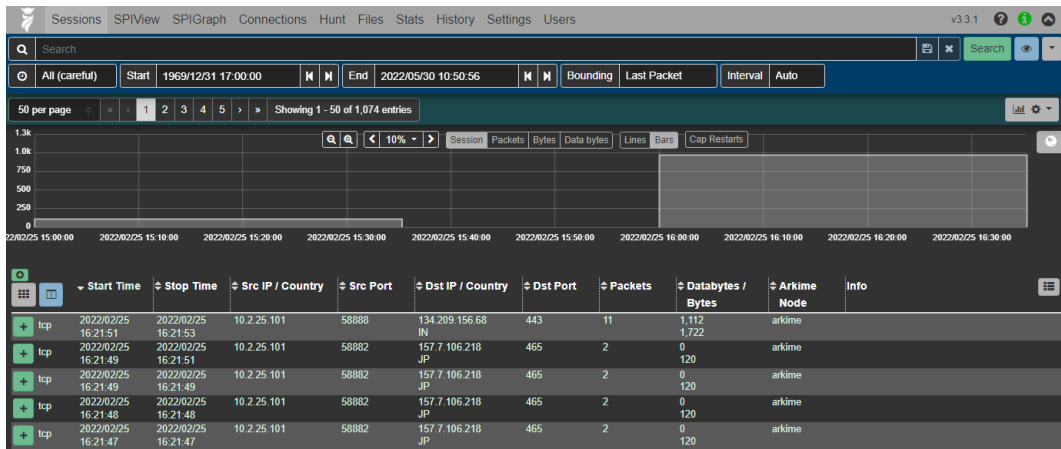 Sessions SPIView SPIGraph Connections Hunt Files Stats History Settings Users v3.3.1
Search Search
All (careful) Start 1969/12/31 17:00:00 End 2022/05/30 10:50:56 Bounding Last Packet Interval Auto
50 per page « ‹ 1 2 3 4 5 › » Showing 1 - 50 of 1,074 entries
1.3k 10% Session Packets Bytes Data bytes Lines Bars Cap Restarts
1.0k
750
500
250
0
2022/02/25 15:00:00 2022/02/25 15:10:00 2022/02/25 15:20:00 2022/02/25 15:30:00 2022/02/25 15:40:00 2022/02/25 15:50:00 2022/02/25 16:00:00 2022/02/25 16:10:00 2022/02/25 16:20:00 2022/02/25 16:30:00
Start Time Stop Time Src IP / Country Src Port Dst IP / Country Dst Port Packets Databytes / Arkime Info
Bytes Node
+ tcp 2022/02/25 2022/02/25 10.2.25.101 58888 134.209.156.68 443 11 1,112 arkime
16:21:51 16:21:53 IN 1,722
+ tcp 2022/02/25 2022/02/25 10.2.25.101 58882 157.7.106.218 465 2 0 arkime
16:21:49 16:21:51 JP 120
+ tcp 2022/02/25 2022/02/25 10.2.25.101 58882 157.7.106.218 465 2 0 arkime
16:21:49 16:21:49 JP 120
+ tcp 2022/02/25 2022/02/25 10.2.25.101 58882 157.7.106.218 465 2 0 arkime
16:21:48 16:21:48 JP 120
+ tcp 2022/02/25 2022/02/25 10.2.25.101 58882 157.7.106.218 465 2 0 arkime
16:21:47 16:21:47 JP 120